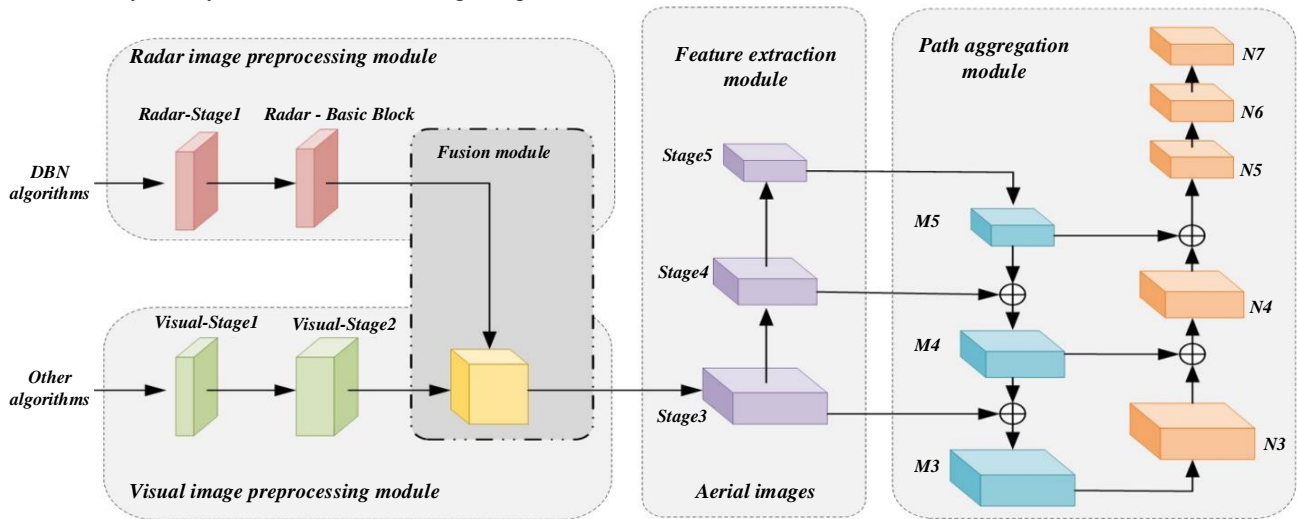 Radar image preprocessing module
Radar-Stage1
Radar - Basic Block
DBN
algorithms
Fusion module
Visual-Stage1
Visual-Stage2
Other
algorithms
Visual image preprocessing module
Feature extraction
module
Stage5
Stage4
Stage3
Aerial images
Path aggregation
module
M5
M4
M3
N7
N6
N5
N4
N3